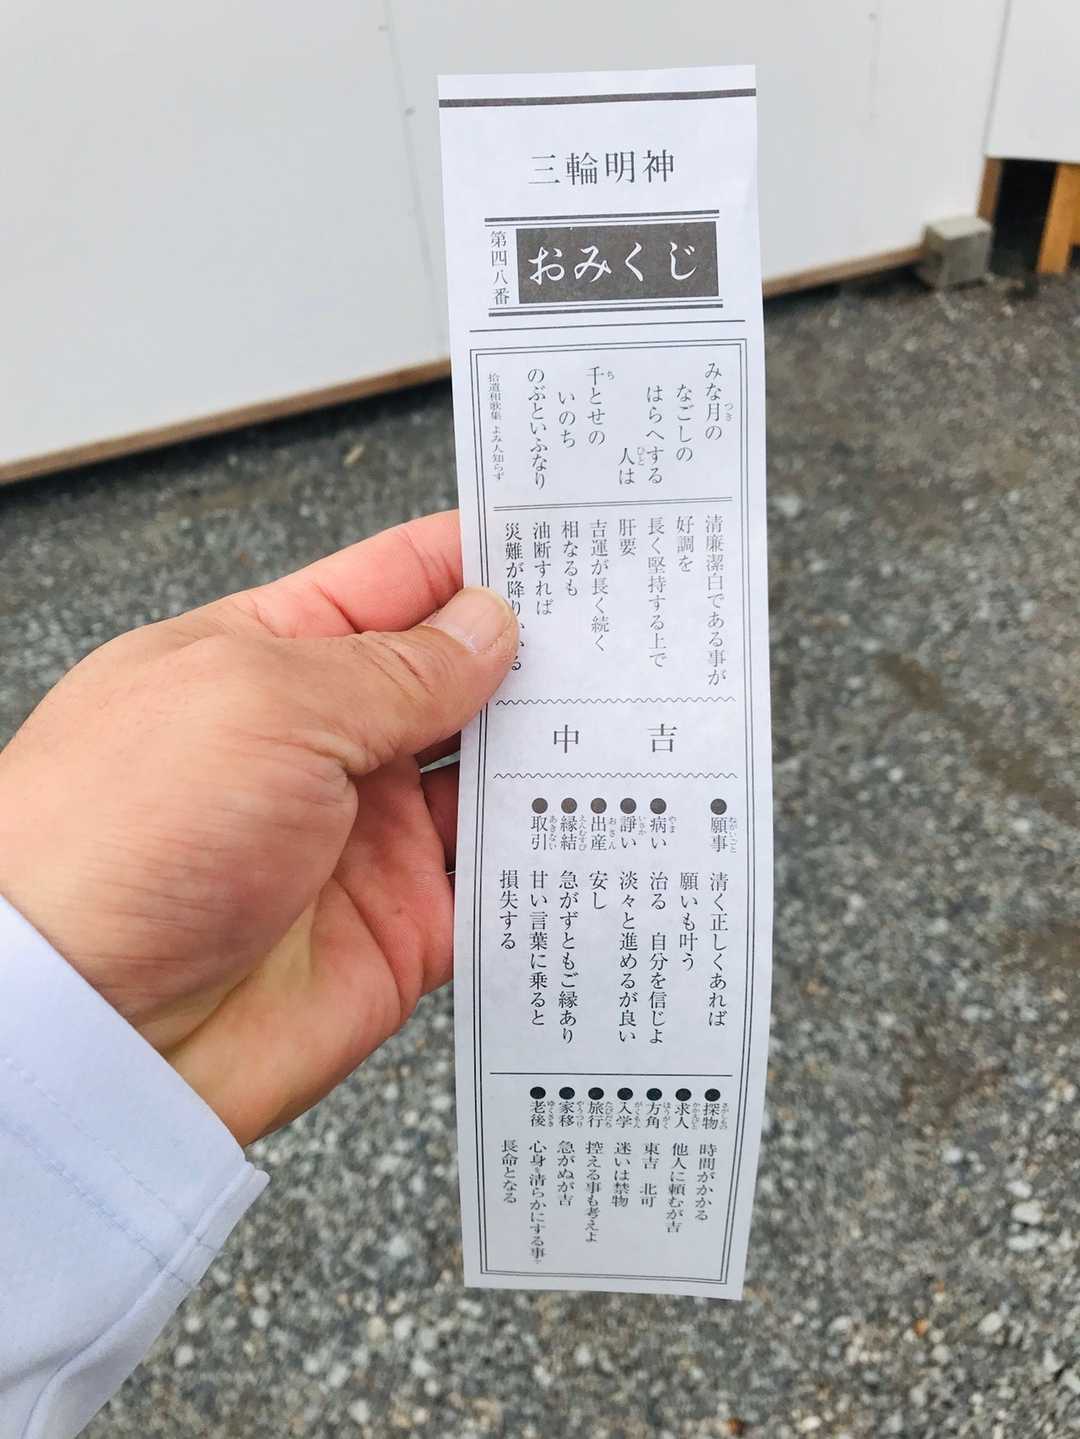 三輪明神
おみくじ
第四八番
みな月の
なごしの
はらへする
人は
千とせの
いのち
のぶといふなり
拾遺和歌集 よみ人知らず
清廉潔白である事が
好調を
長く堅持する上で
肝要
吉運が長く続く
相なるも
油断すれば
災難が降りかかる
吉
中
●願事 清く正しくあれば
願いも叶う
●病い 治る 自分を信じよ
●諍い 淡々と進めるが良い
●出産 安し
●縁結 急がずともご縁あり
●取引 甘い言葉に乗ると
損失する
●探物 時間がかかる
●求人 他人に頼むが吉
●方角 東吉 北可
●入学 迷いは禁物
●旅行 控える事も考えよ
●家移 急がぬが吉
●老後 心身を清らかにする事で
長命となる